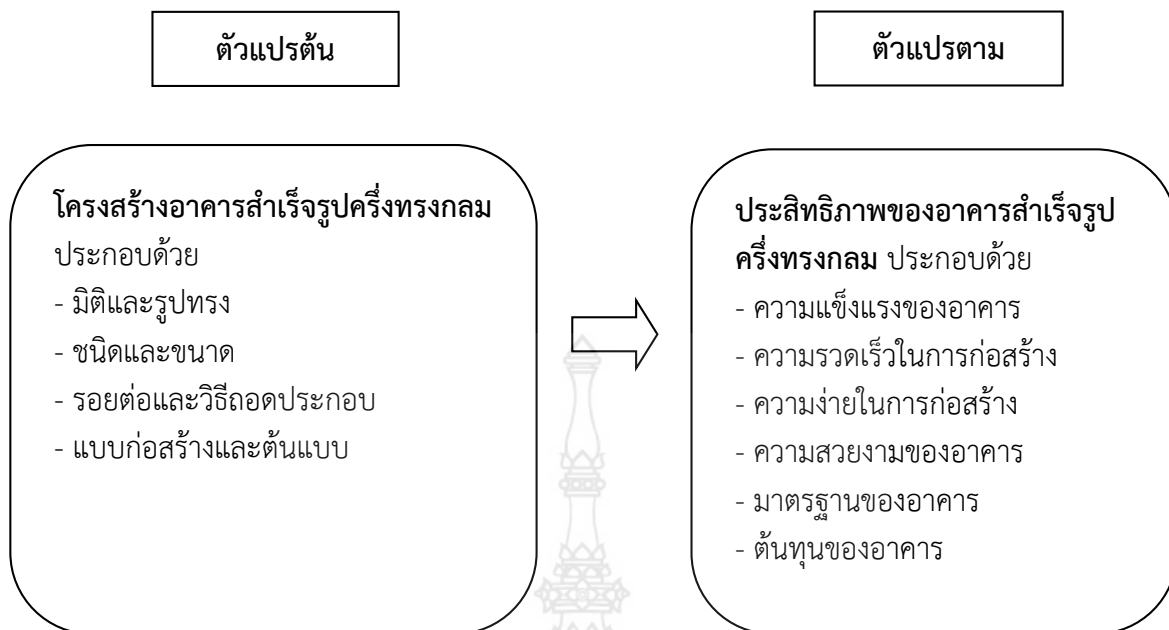 ตัวแปรต้น
ตัวแปรตาม
โครงสร้างอาคารสำเร็จรูปครึ่งทรงกลม
ประกอบด้วย
- มิติและรูปทรง
- ชนิดและขนาด
- รอยต่อและวิธีถอดประกอบ
- แบบก่อสร้างและต้นแบบ
ประสิทธิภาพของอาคารสำเร็จรูป
ครึ่งทรงกลม ประกอบด้วย
- ความแข็งแรงของอาคาร
- ความรวดเร็วในการก่อสร้าง
- ความง่ายในการก่อสร้าง
- ความสวยงามของอาคาร
- มาตรฐานของอาคาร
- ต้นทุนของอาคาร